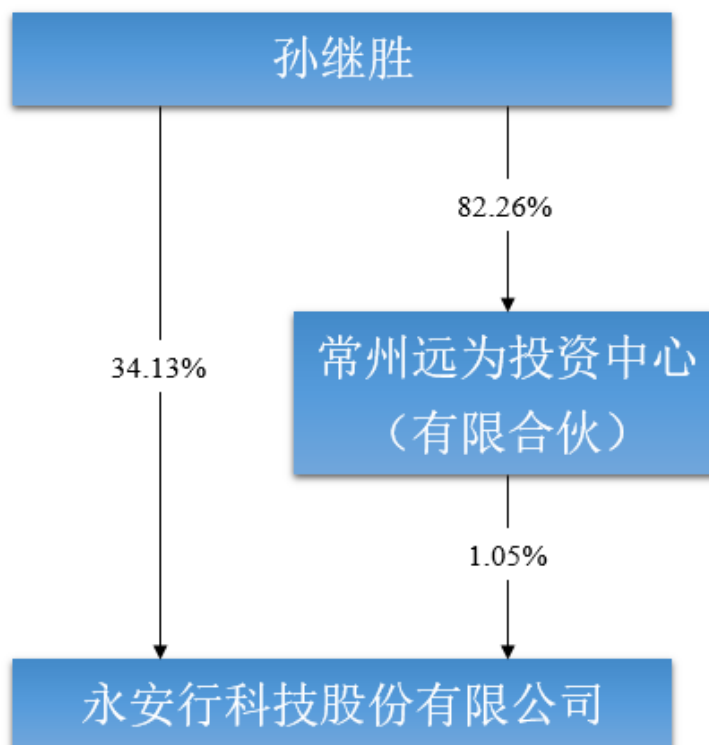 孙继胜
82.26%
34.13%
常州远为投资中心
（有限合伙）
1.05%
永安行科技股份有限公司